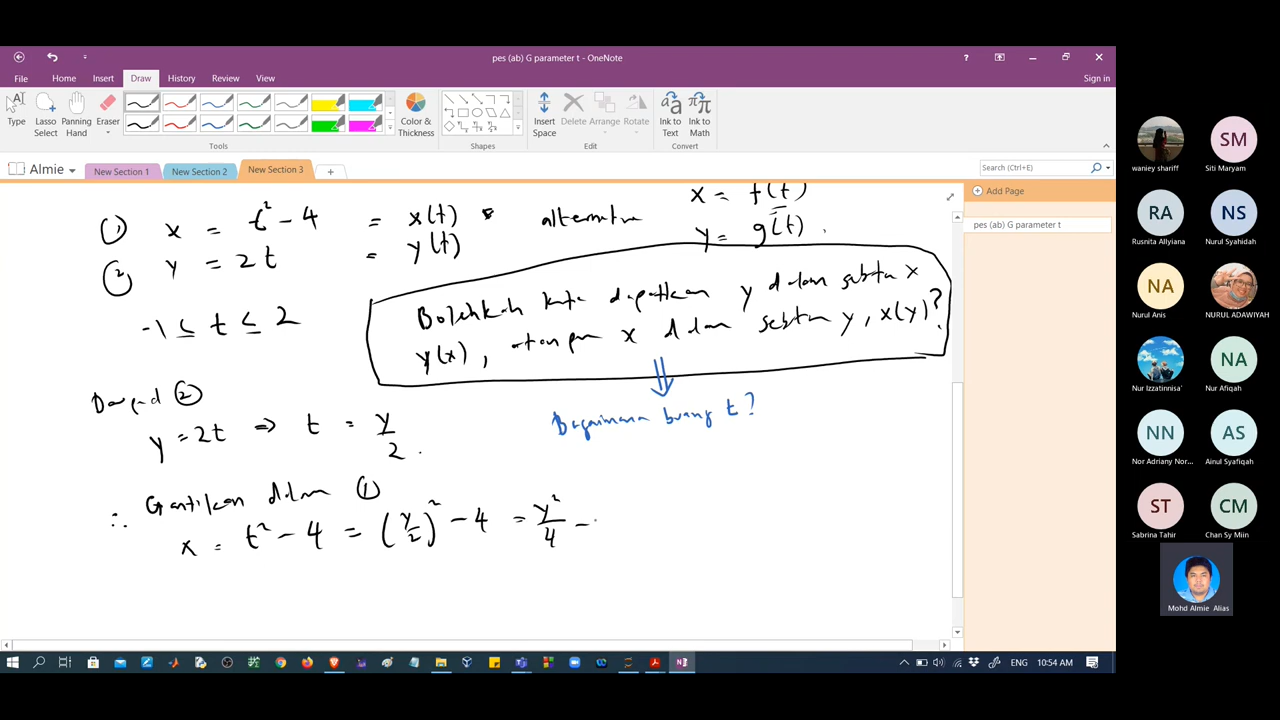 pes (ab) G parameter t - OneNote
File Home Insert Draw History Review View
Sign in
Type
Lasso Select
Panning Hand
Eraser
Color & Thickness
Insert Space
Delete Arrange Rotate
Ink to Text
Ink to Math
Tools
Shapes
Edit
Convert
Almie
New Section 1
New Section 2
New Section 3
Search (Ctrl+E)
Add Page
pes (ab) G parameter t
① x = t² - 4 = x(t)
x = f(t)
② y = 2t = y(t)
y = g(t).
-1 ≤ t ≤ 2
Bolehkah kita dapatkan y dalam sebutan x
y(x), ataupun x dalam sebutan y, x(y)?
Bagaimana buang t?
Daripada ②
y = 2t ⇒ t = y/2.
∴ Gantikan dalam ①
x = t² - 4 = (y/2)² - 4 = y²/4 -
waniey shariff
SM
Siti Maryam
RA
Rusnita Allyiana
NS
Nurul Syahidah
NA
Nurul Anis
NURUL ADAWIYAH
Nur Izzatinnisa'
NA
Nur Afiqah
NN
Nor Adriany Nor...
AS
Ainul Syafiqah
ST
Sabrina Tahir
CM
Chan Sy Miin
Mohd Almie Alias
ENG
10:54 AM